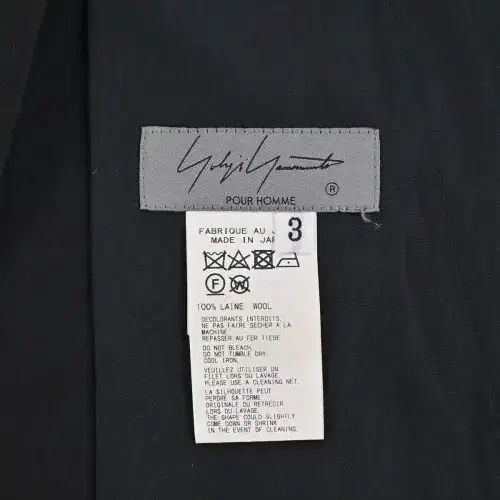 Yohji Yamamoto
®
POUR HOMME
3
FABRIQUE AU J
MADE IN JAP
F W
100% LAINE WOOL
DECOLORANTS INTERDITS.
NE PAS FAIRE SECHER A LA
MACHINE.
REPASSER AU FER TIEDE.
DO NOT BLEACH.
DO NOT TUMBLE DRY.
COOL IRON.
VEUILLEZ UTILISER UN
FILET LORS DU LAVAGE.
PLEASE USE A CLEANING NET.
LA SILHOUETTE PEUT
PERDRE SA FORME
ORIGINALE OU RETRECIR
LORS DU LAVAGE.
THE SHAPE COULD SLIGHTLY
COME DOWN OR SHRINK
IN THE EVENT OF CLEANING.